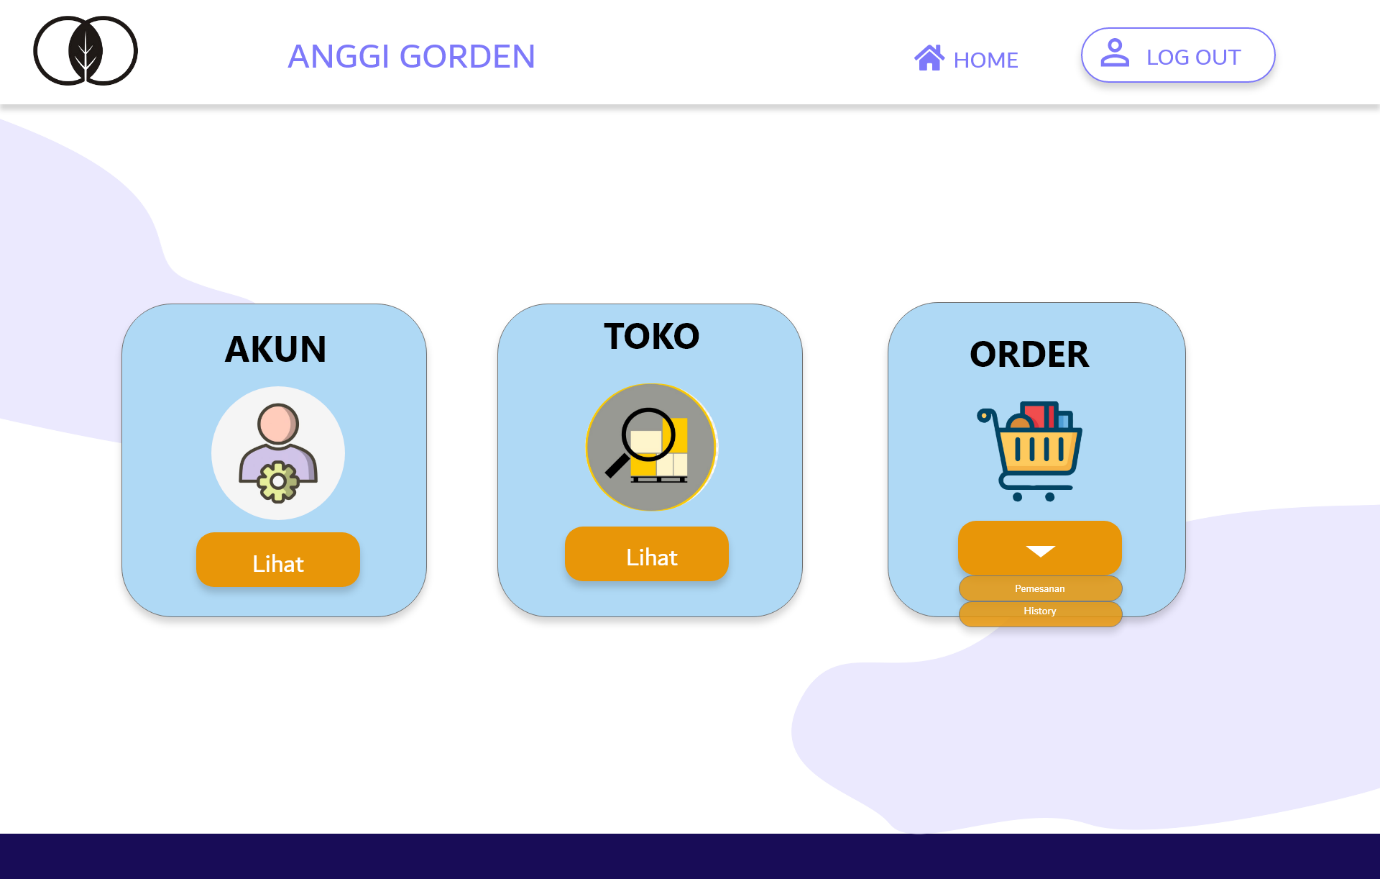 ANGGI GORDEN
HOME
LOG OUT
AKUN
TOKO
ORDER
Lihat
Lihat
Pemesanan
History